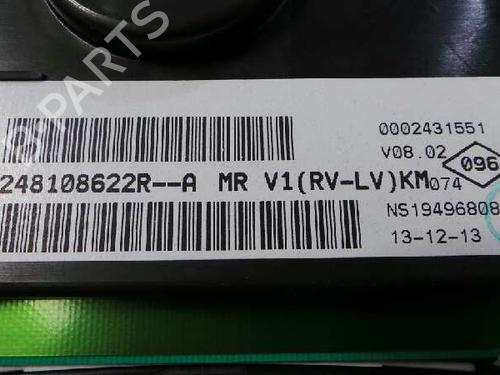 0002431551
V08.02
096
248108622R--A MR V1(RV-LV)KM
074
NS19496808
13-12-13
B-PARTS